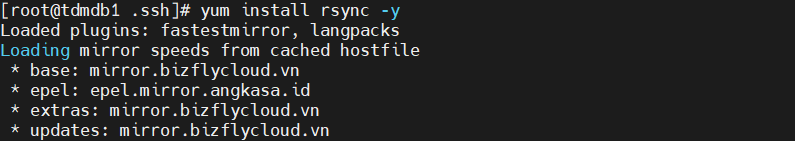 [root@tdmdb1 .ssh]# yum install rsync -y
Loaded plugins: fastestmirror, langpacks
Loading mirror speeds from cached hostfile
 * base: mirror.bizflycloud.vn
 * epel: epel.mirror.angkasa.id
 * extras: mirror.bizflycloud.vn
 * updates: mirror.bizflycloud.vn